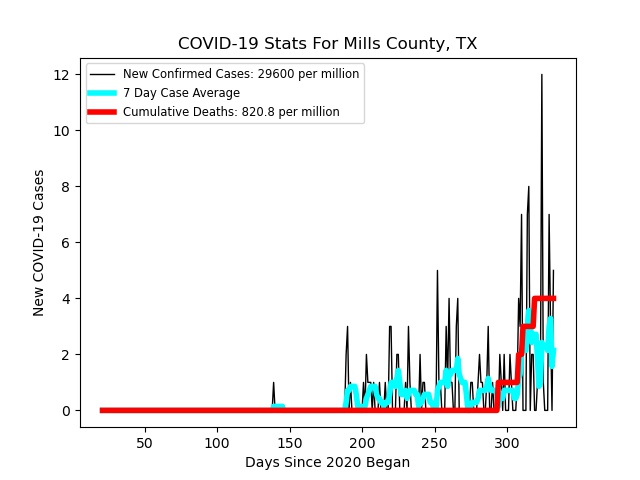 COVID-19 Stats For Mills County, TX
New Confirmed Cases: 29600 per million
7 Day Case Average
Cumulative Deaths: 820.8 per million
New COVID-19 Cases
12
10
8
6
4
2
0
50
100
150
200
250
300
Days Since 2020 Began